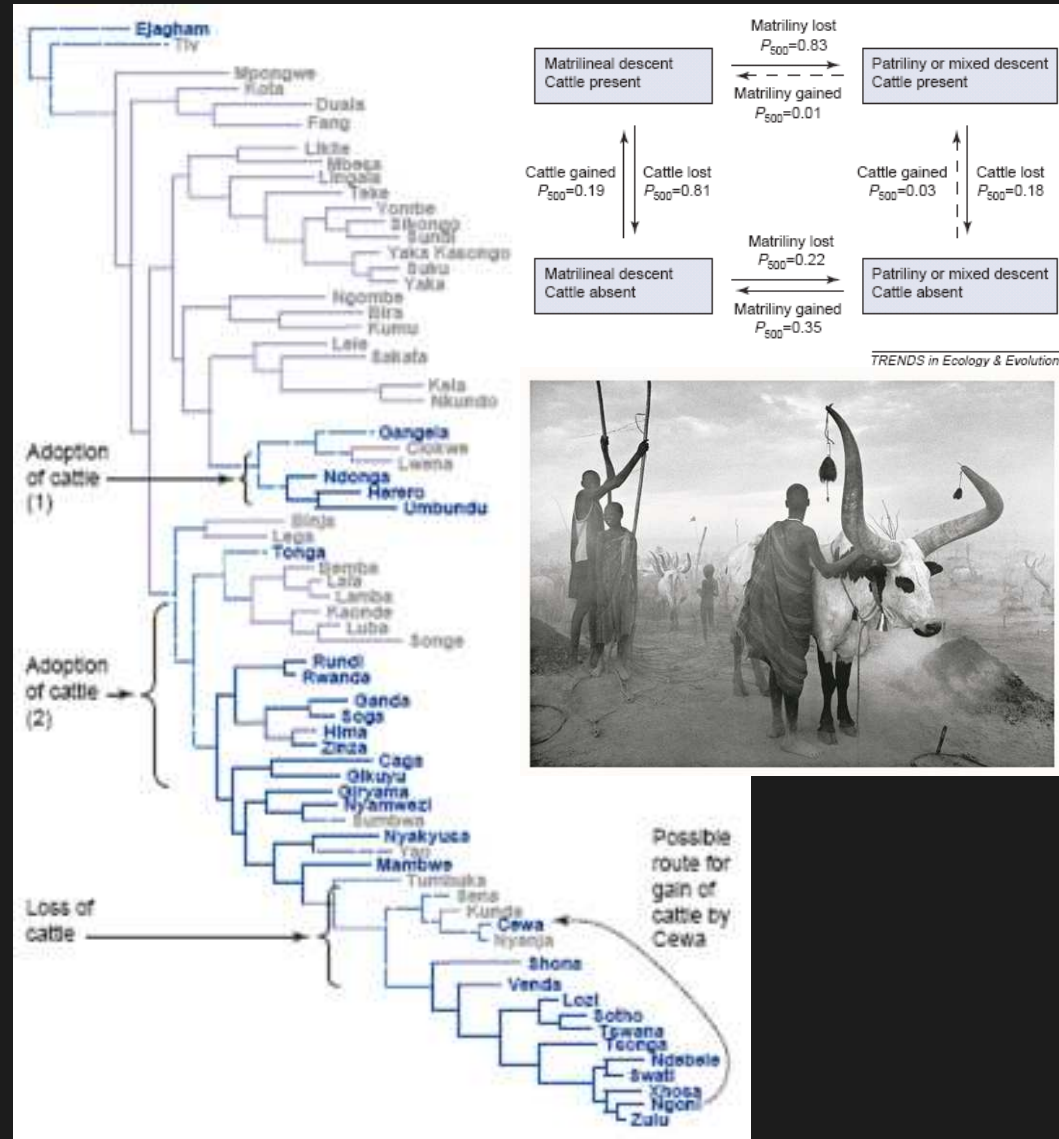 Ejagham
Tiv
Mpongwe
Kota
Duala
Fang
Likile
Mbesa
Lingala
Teke
Yombe
Sikongo
Sundi
Yaka Kasongo
Suku
Yaka
Ngombe
Bira
Kumu
Lele
Sakata
Kela
Nkundo
Adoption
of cattle
(1)
Gangela
Ciokwe
Lwena
Ndonga
Herero
Umbundu
Binja
Lega
Tonga
Bemba
Lala
Lamba
Kaonde
Luba
Songe
Adoption
of cattle
(2)
Rundi
Rwanda
Ganda
Soga
Hima
Zinza
Caga
Gikuyu
Giryama
Nyamwezi
Sumbwa
Nyakyusa
Yao
Mambwe
Tumbuka
Loss of
cattle
Sena
Kunda
Cewa
Nyanja
Shona
Venda
Lozi
Sotho
Tswana
Tsonga
Ndebele
Swati
Xhosa
Ngoni
Zulu
Possible
route for
gain of
cattle by
Cewa
Matriliny lost
P500=0.83
Matrilineal descent
Cattle present
Patriliny or mixed descent
Cattle present
Matriliny gained
P500=0.01
Cattle gained
P500=0.19
Cattle lost
P500=0.81
Cattle gained
P500=0.03
Cattle lost
P500=0.18
Matriliny lost
P500=0.22
Matrilineal descent
Cattle absent
Patriliny or mixed descent
Cattle absent
Matriliny gained
P500=0.35
TRENDS in Ecology & Evolution